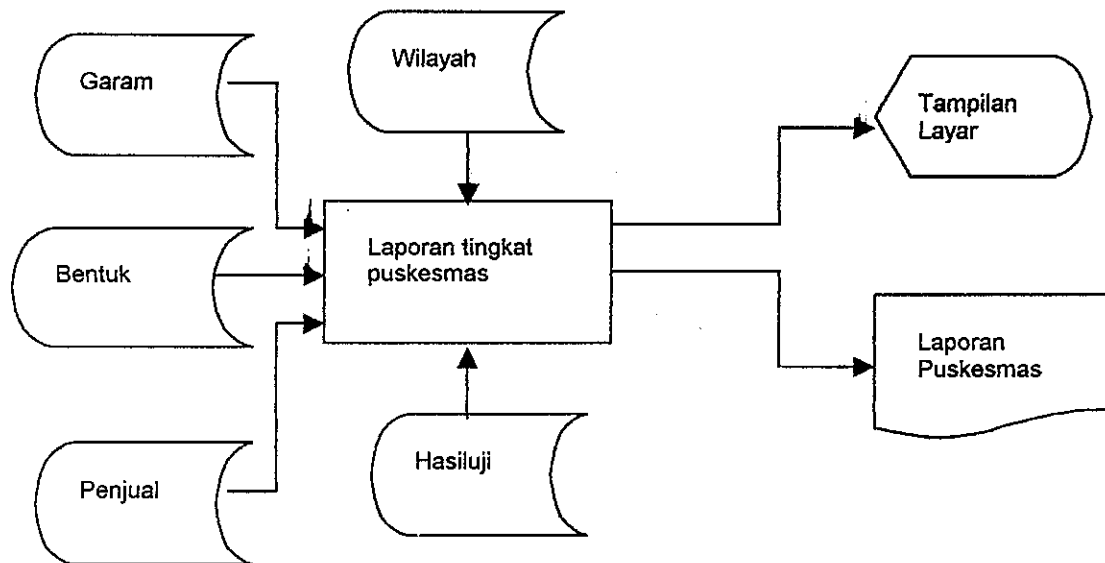 Garam
Wilayah
Tampilan
Layar
Bentuk
Laporan tingkat
puskesmas
Laporan
Puskesmas
Penjual
Hasiluji